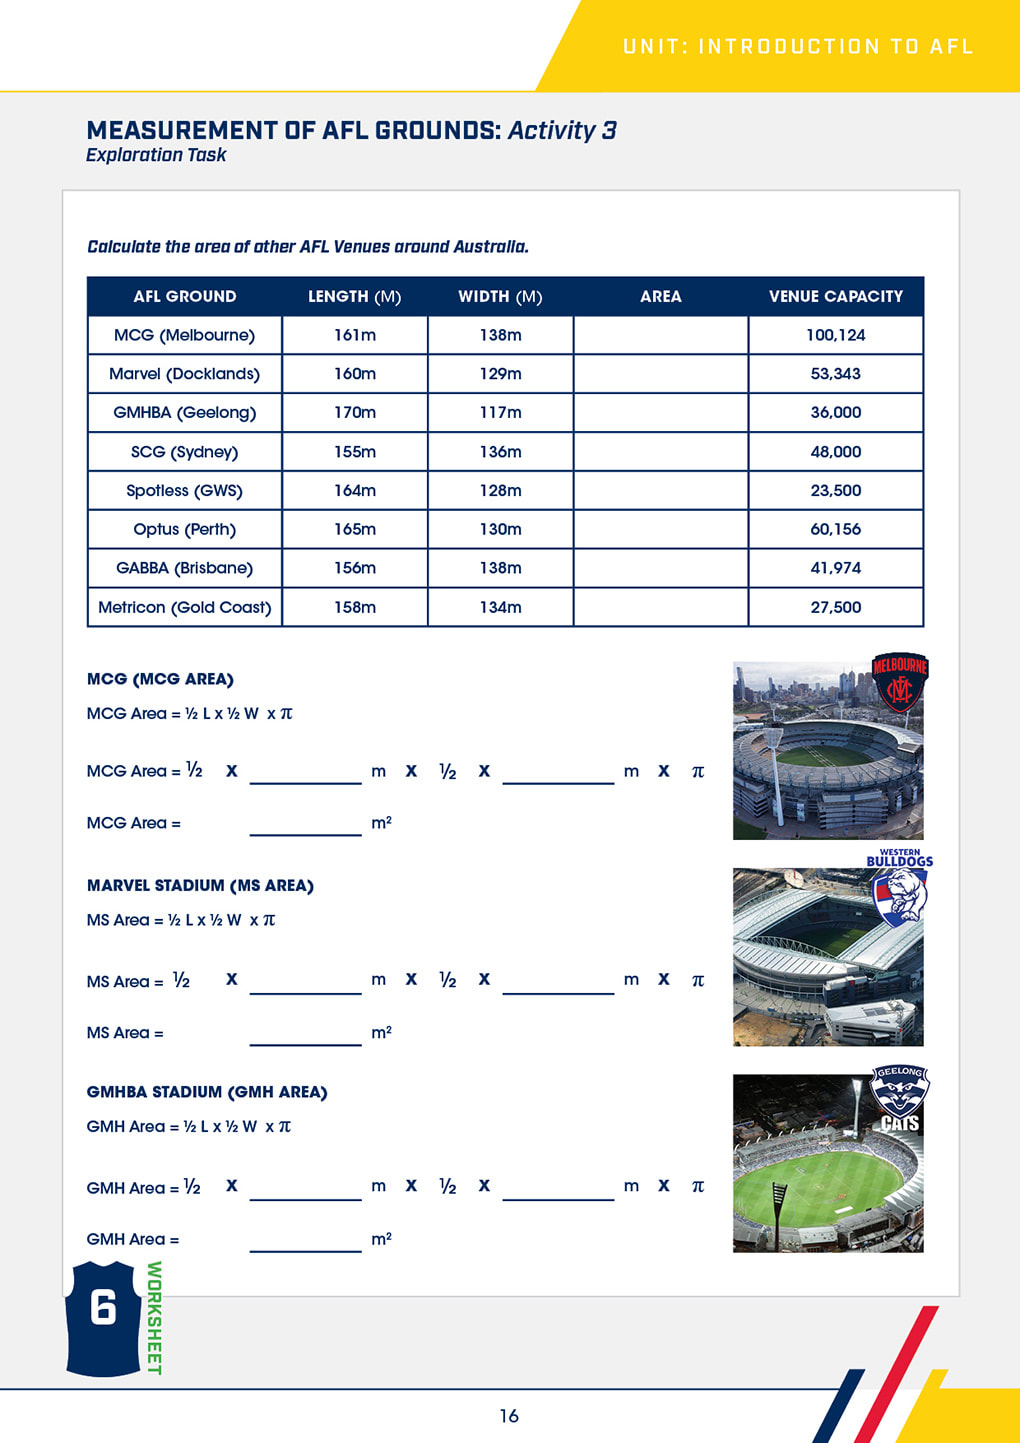 UNIT: INTRODUCTION TO AFL
MEASUREMENT OF AFL GROUNDS: Activity 3
Exploration Task
Calculate the area of other AFL Venues around Australia.
AFL GROUND LENGTH (M) WIDTH (M) AREA VENUE CAPACITY
MCG (Melbourne) 161m 138m 100,124
Marvel (Docklands) 160m 129m 53,343
GMHBA (Geelong) 170m 117m 36,000
SCG (Sydney) 155m 136m 48,000
Spotless (GWS) 164m 128m 23,500
Optus (Perth) 165m 130m 60,156
GABBA (Brisbane) 156m 138m 41,974
Metricon (Gold Coast) 158m 134m 27,500
MELBOURNE
MFC
MCG (MCG AREA)
MCG Area = ½ L x ½ W x π
MCG Area = ½ x ________ m x ½ x ________ m x π
MCG Area = ________ m²
WESTERN
BULLDOGS
MARVEL STADIUM (MS AREA)
MS Area = ½ L x ½ W x π
MS Area = ½ x ________ m x ½ x ________ m x π
MS Area = ________ m²
GEELONG
CATS
GMHBA STADIUM (GMH AREA)
GMH Area = ½ L x ½ W x π
GMH Area = ½ x ________ m x ½ x ________ m x π
GMH Area = ________ m²
6
WORKSHEET
16